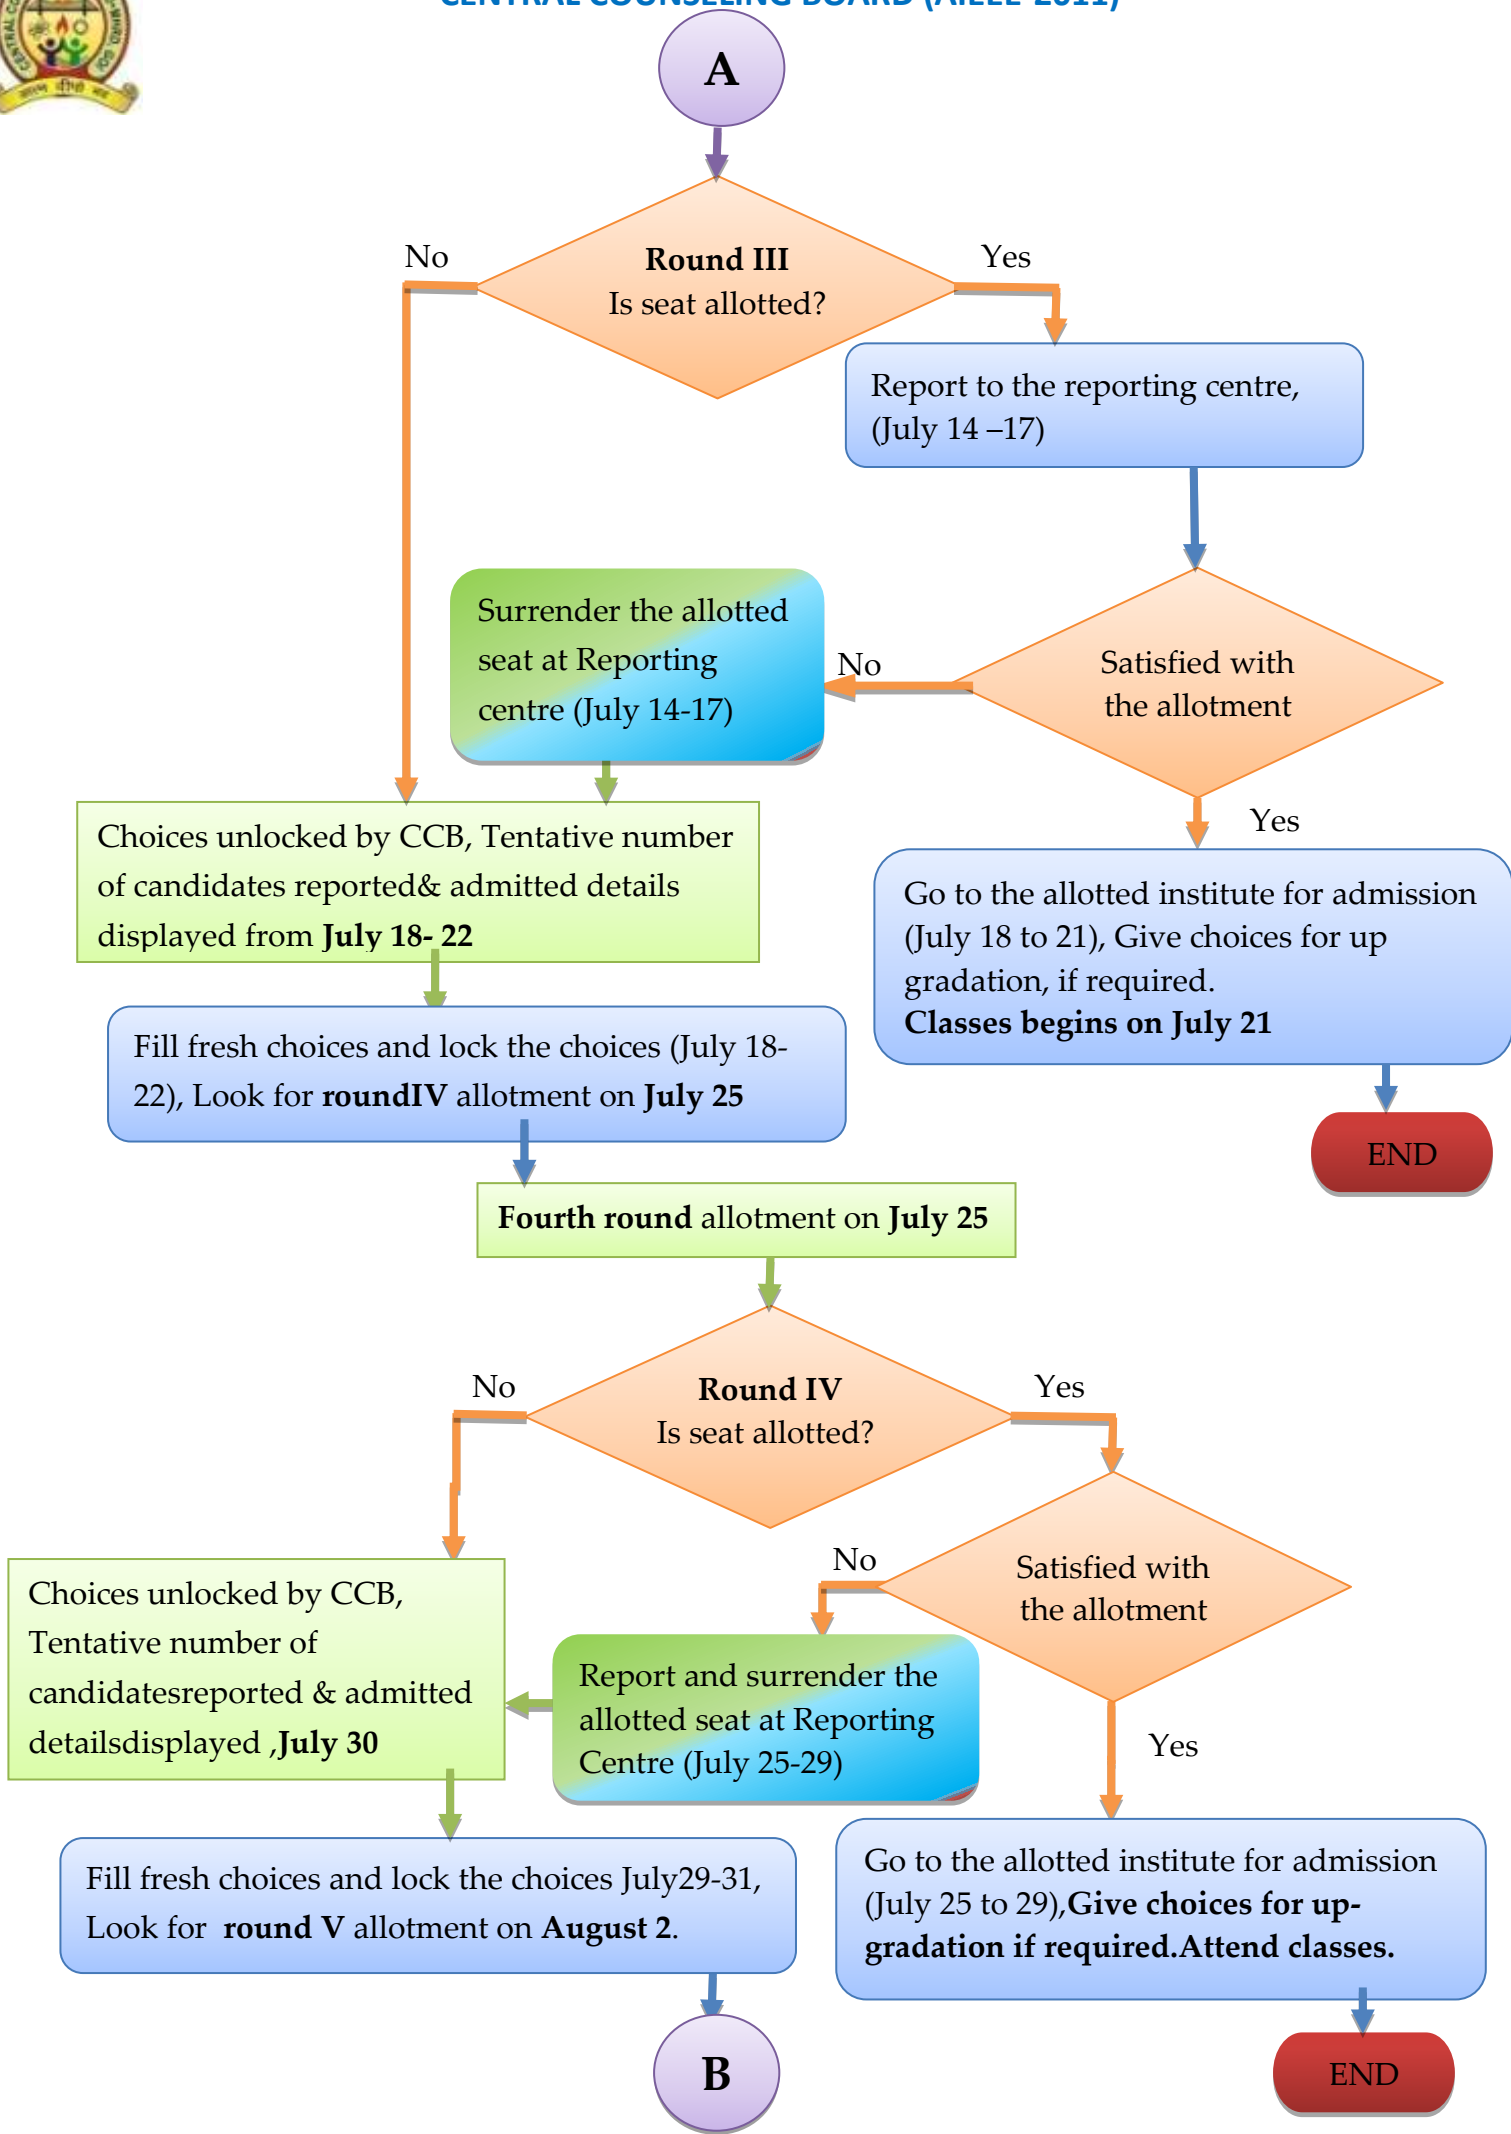 CENTRAL COUNSELING BOARD (AIEEE-2011)
A
No
Round III
Is seat allotted?
Yes
Report to the reporting centre,
(July 14 –17)
Surrender the allotted
seat at Reporting
centre (July 14-17)
No
Satisfied with
the allotment
Yes
Choices unlocked by CCB, Tentative number
of candidates reported& admitted details
displayed from July 18- 22
Go to the allotted institute for admission
(July 18 to 21), Give choices for up
gradation, if required.
Classes begins on July 21
Fill fresh choices and lock the choices (July 18-
22), Look for roundIV allotment on July 25
END
Fourth round allotment on July 25
No
Round IV
Is seat allotted?
Yes
No
Satisfied with
the allotment
Choices unlocked by CCB,
Tentative number of
candidatesreported & admitted
detailsdisplayed ,July 30
Report and surrender the
allotted seat at Reporting
Centre (July 25-29)
Yes
Fill fresh choices and lock the choices July29-31,
Look for round V allotment on August 2.
Go to the allotted institute for admission
(July 25 to 29),Give choices for up-
gradation if required.Attend classes.
B
END